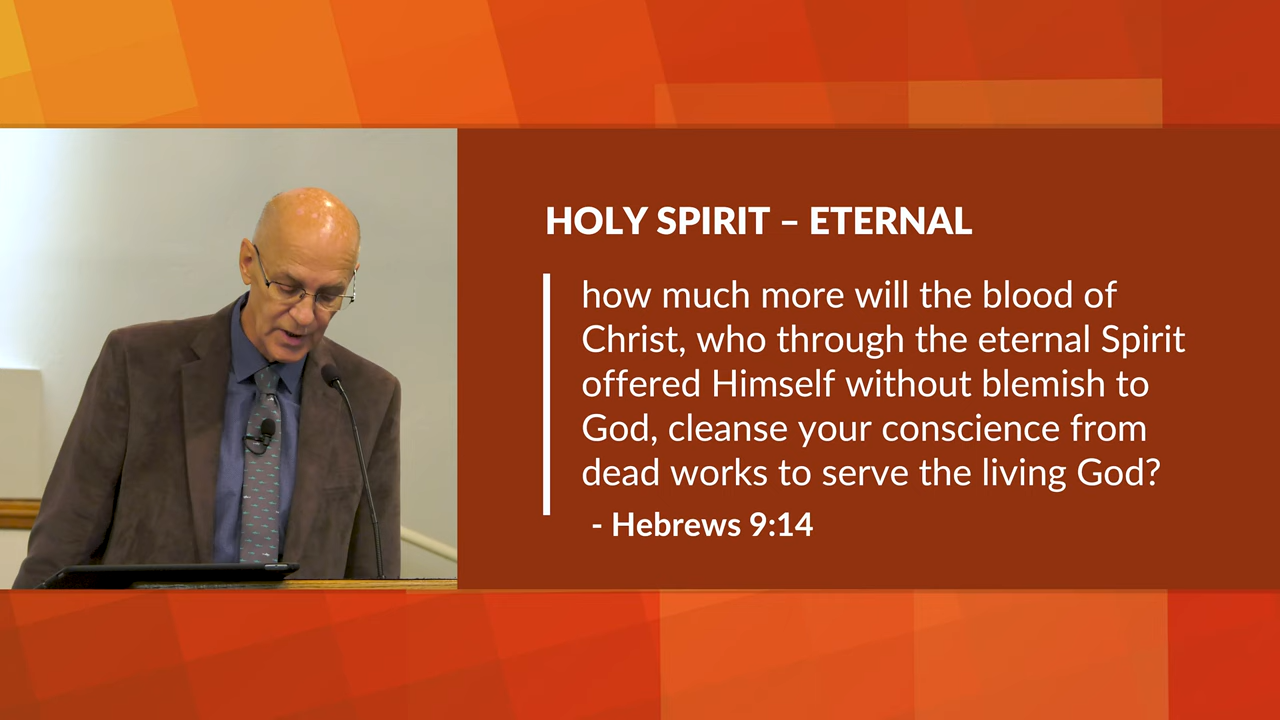 HOLY SPIRIT – ETERNAL
how much more will the blood of
Christ, who through the eternal Spirit
offered Himself without blemish to
God, cleanse your conscience from
dead works to serve the living God?
- Hebrews 9:14